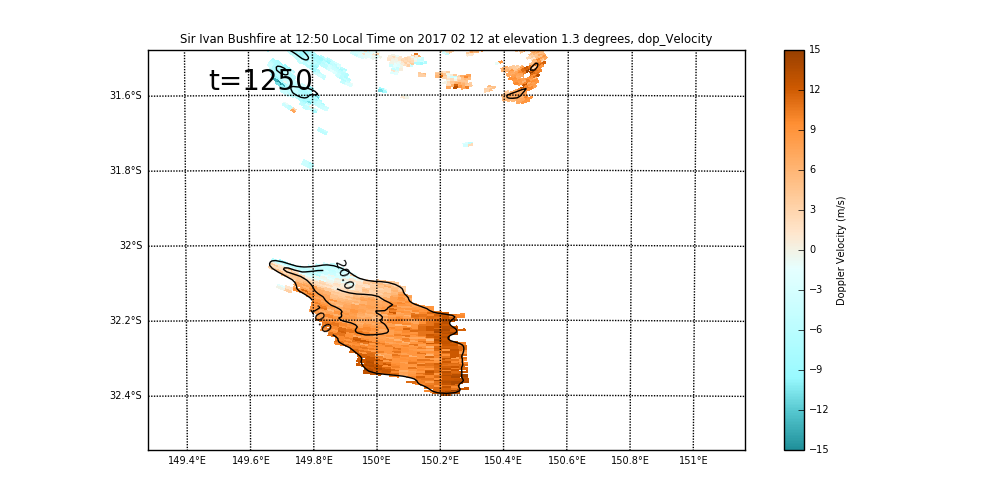 Sir Ivan Bushfire at 12:50 Local Time on 2017 02 12 at elevation 1.3 degrees, dop_Velocity
t=1250
31.6°S
31.8°S
32°S
32.2°S
32.4°S
20.0
10.0
149.4°E 149.6°E 149.8°E 150°E 150.2°E 150.4°E 150.6°E 150.8°E 151°E
15
12
9
6
3
0
−3
−6
−9
−12
−15
Doppler Velocity (m/s)